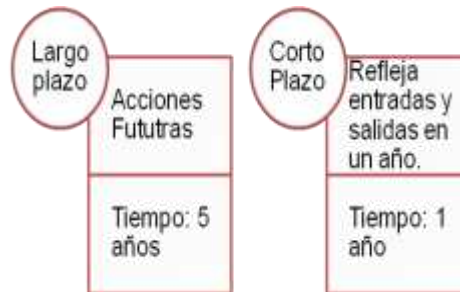 Largo
plazo
Acciones
Fututras
Tiempo: 5
años
Corto
Plazo
Refleja
entradas y
salidas en
un año.
Tiempo: 1
año